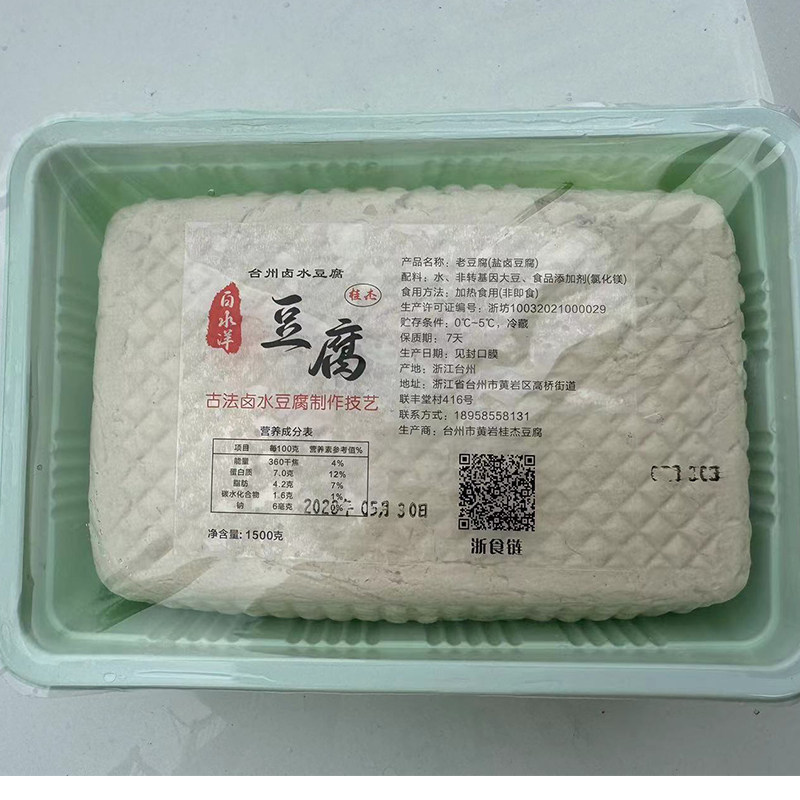 台州卤水豆腐
白水洋
豆腐
桂杰
古法卤水豆腐制作技艺
营养成分表
项目 每100克 营养素参考值%
能量 360千焦 4%
蛋白质 7.0克 12%
脂肪 4.2克 7%
碳水化合物 1.6克 1%
钠 6毫克 0%
净含量: 1500克
产品名称：老豆腐(盐卤豆腐)
配料：水、非转基因大豆、食品添加剂(氯化镁)
食用方法：加热食用(非即食)
生产许可证编号：浙坊10032021000029
贮存条件：0℃~5℃，冷藏
保质期：7天
生产日期：见封口膜
产地：浙江台州
地址：浙江省台州市黄岩区高桥街道
联丰堂村416号
联系方式：18958558131
生产商：台州市黄岩桂杰豆腐
浙食链
05月30日